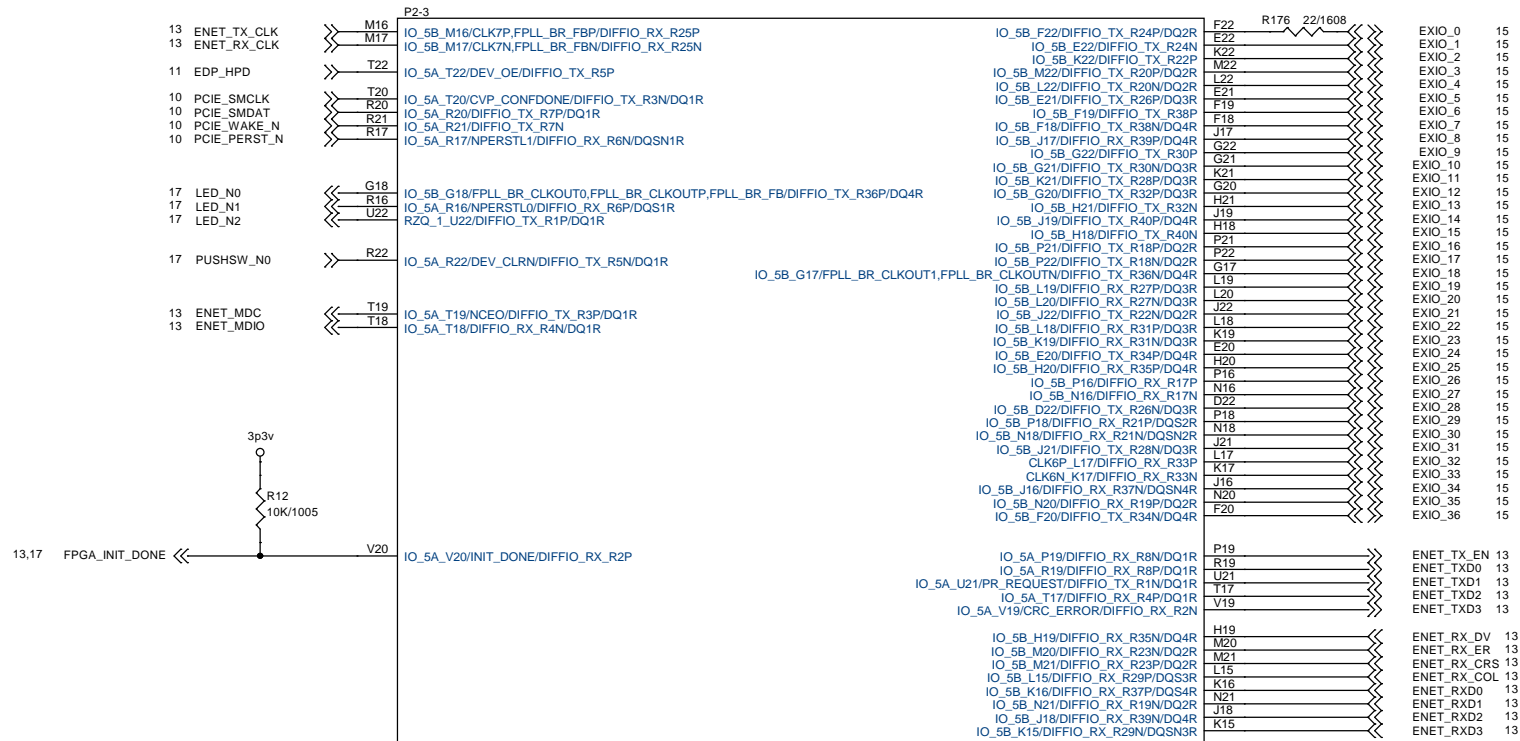 P2-3
13 ENET_TX_CLK M16 IO_5B_M16/CLK7P,FPLL_BR_FBP/DIFFIO_RX_R25P
13 ENET_RX_CLK M17 IO_5B_M17/CLK7N,FPLL_BR_FBN/DIFFIO_RX_R25N
11 EDP_HPD T22 IO_5A_T22/DEV_OE/DIFFIO_TX_R5P
10 PCIE_SMCLK T20 IO_5A_T20/CVP_CONFDONE/DIFFIO_TX_R3N/DQ1R
10 PCIE_SMDAT R20 IO_5A_R20/DIFFIO_TX_R7P/DQ1R
10 PCIE_WAKE_N R21 IO_5A_R21/DIFFIO_TX_R7N
10 PCIE_PERST_N R17 IO_5A_R17/NPERSTL1/DIFFIO_RX_R6N/DQSN1R
17 LED_N0 G18 IO_5B_G18/FPLL_BR_CLKOUT0,FPLL_BR_CLKOUTP,FPLL_BR_FB/DIFFIO_TX_R36P/DQ4R
17 LED_N1 R16 IO_5A_R16/NPERSTL0/DIFFIO_RX_R6P/DQS1R
17 LED_N2 U22 RZQ_1_U22/DIFFIO_TX_R1P/DQ1R
17 PUSHSW_N0 R22 IO_5A_R22/DEV_CLRN/DIFFIO_TX_R5N/DQ1R
13 ENET_MDC T19 IO_5A_T19/NCEO/DIFFIO_TX_R3P/DQ1R
13 ENET_MDIO T18 IO_5A_T18/DIFFIO_RX_R4N/DQ1R
3p3v
R12
10K/1005
13,17 FPGA_INIT_DONE V20 IO_5A_V20/INIT_DONE/DIFFIO_RX_R2P
R176 22/1608
IO_5B_F22/DIFFIO_TX_R24P/DQ2R F22 EXIO_0 15
IO_5B_E22/DIFFIO_TX_R24N E22 EXIO_1 15
IO_5B_K22/DIFFIO_TX_R22P K22 EXIO_2 15
IO_5B_M22/DIFFIO_TX_R20P/DQ2R M22 EXIO_3 15
IO_5B_L22/DIFFIO_TX_R20N/DQ2R L22 EXIO_4 15
IO_5B_E21/DIFFIO_TX_R26P/DQ3R E21 EXIO_5 15
IO_5B_F19/DIFFIO_TX_R38P F19 EXIO_6 15
IO_5B_F18/DIFFIO_TX_R38N/DQ4R F18 EXIO_7 15
IO_5B_J17/DIFFIO_RX_R39P/DQ4R J17 EXIO_8 15
IO_5B_G22/DIFFIO_TX_R30P G22 EXIO_9 15
IO_5B_G21/DIFFIO_TX_R30N/DQ3R G21 EXIO_10 15
IO_5B_K21/DIFFIO_TX_R28P/DQ3R K21 EXIO_11 15
IO_5B_G20/DIFFIO_TX_R32P/DQ3R G20 EXIO_12 15
IO_5B_H21/DIFFIO_TX_R32N H21 EXIO_13 15
IO_5B_J19/DIFFIO_TX_R40P/DQ4R J19 EXIO_14 15
IO_5B_H18/DIFFIO_TX_R40N H18 EXIO_15 15
IO_5B_P21/DIFFIO_TX_R18P/DQ2R P21 EXIO_16 15
IO_5B_P22/DIFFIO_TX_R18N/DQ2R P22 EXIO_17 15
IO_5B_G17/FPLL_BR_CLKOUT1,FPLL_BR_CLKOUTN/DIFFIO_TX_R36N/DQ4R G17 EXIO_18 15
IO_5B_L19/DIFFIO_RX_R27P/DQ3R L19 EXIO_19 15
IO_5B_L20/DIFFIO_RX_R27N/DQ3R L20 EXIO_20 15
IO_5B_J22/DIFFIO_TX_R22N/DQ2R J22 EXIO_21 15
IO_5B_L18/DIFFIO_RX_R31P/DQ3R L18 EXIO_22 15
IO_5B_K19/DIFFIO_RX_R31N/DQ3R K19 EXIO_23 15
IO_5B_E20/DIFFIO_TX_R34P/DQ4R E20 EXIO_24 15
IO_5B_H20/DIFFIO_RX_R35P/DQ4R H20 EXIO_25 15
IO_5B_P16/DIFFIO_RX_R17P P16 EXIO_26 15
IO_5B_N16/DIFFIO_RX_R17N N16 EXIO_27 15
IO_5B_D22/DIFFIO_TX_R26N/DQ3R D22 EXIO_28 15
IO_5B_P18/DIFFIO_RX_R21P/DQS2R P18 EXIO_29 15
IO_5B_N18/DIFFIO_RX_R21N/DQSN2R N18 EXIO_30 15
IO_5B_J21/DIFFIO_TX_R28N/DQ3R J21 EXIO_31 15
CLK6P_L17/DIFFIO_RX_R33P L17 EXIO_32 15
CLK6N_K17/DIFFIO_RX_R33N K17 EXIO_33 15
IO_5B_J16/DIFFIO_RX_R37N/DQSN4R J16 EXIO_34 15
IO_5B_N20/DIFFIO_RX_R19P/DQ2R N20 EXIO_35 15
IO_5B_F20/DIFFIO_TX_R34N/DQ4R F20 EXIO_36 15
IO_5A_P19/DIFFIO_RX_R8N/DQ1R P19 ENET_TX_EN 13
IO_5A_R19/DIFFIO_RX_R8P/DQ1R R19 ENET_TXD0 13
IO_5A_U21/PR_REQUEST/DIFFIO_TX_R1N/DQ1R U21 ENET_TXD1 13
IO_5A_T17/DIFFIO_RX_R4P/DQ1R T17 ENET_TXD2 13
IO_5A_V19/CRC_ERROR/DIFFIO_RX_R2N V19 ENET_TXD3 13
IO_5B_H19/DIFFIO_RX_R35N/DQ4R H19 ENET_RX_DV 13
IO_5B_M20/DIFFIO_RX_R23N/DQ2R M20 ENET_RX_ER 13
IO_5B_M21/DIFFIO_RX_R23P/DQ2R M21 ENET_RX_CRS 13
IO_5B_L15/DIFFIO_RX_R29P/DQS3R L15 ENET_RX_COL 13
IO_5B_K16/DIFFIO_RX_R37P/DQS4R K16 ENET_RXD0 13
IO_5B_N21/DIFFIO_RX_R19N/DQ2R N21 ENET_RXD1 13
IO_5B_J18/DIFFIO_RX_R39N/DQ4R J18 ENET_RXD2 13
IO_5B_K15/DIFFIO_RX_R29N/DQSN3R K15 ENET_RXD3 13